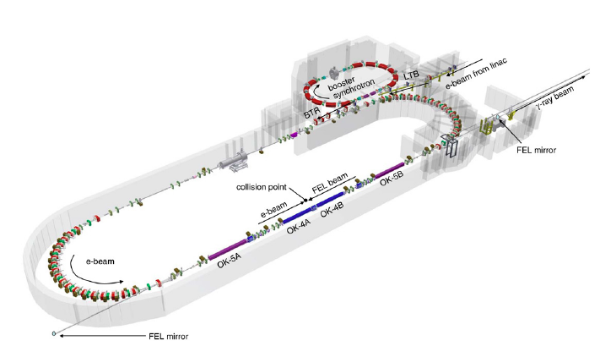 booster
synchrotron
LTB
e-beam from linac
STR
γ-ray beam
FEL mirror
collision point
FEL beam
e-beam
OK-5B
OK-4B
OK-4A
OK-5A
e-beam
FEL mirror